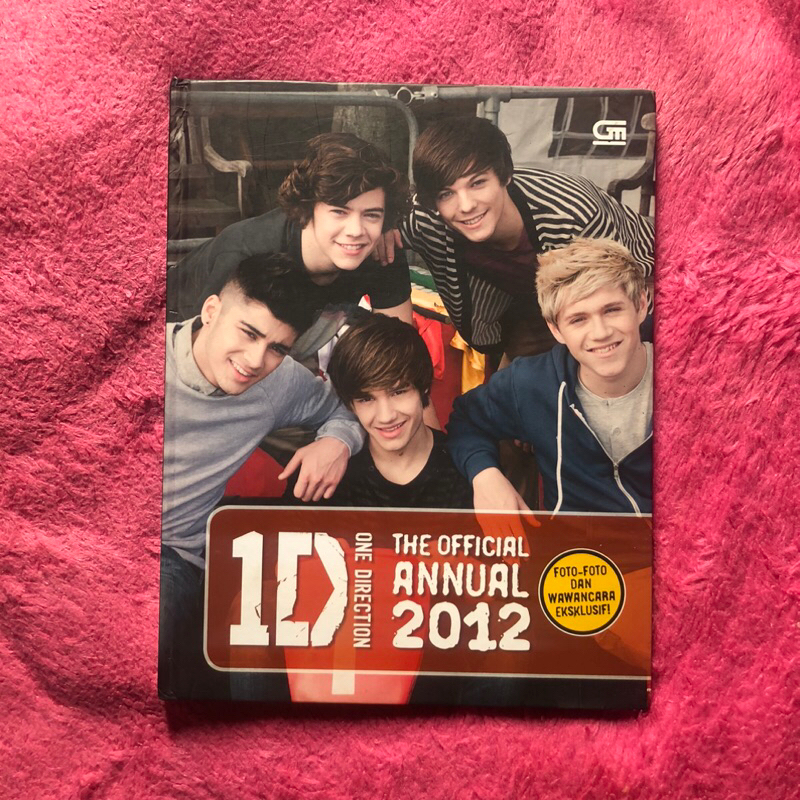 GM
1D
ONE DIRECTION
THE OFFICIAL
ANNUAL
2012
FOTO-FOTO
DAN
WAWANCARA
EKSKLUSIF!